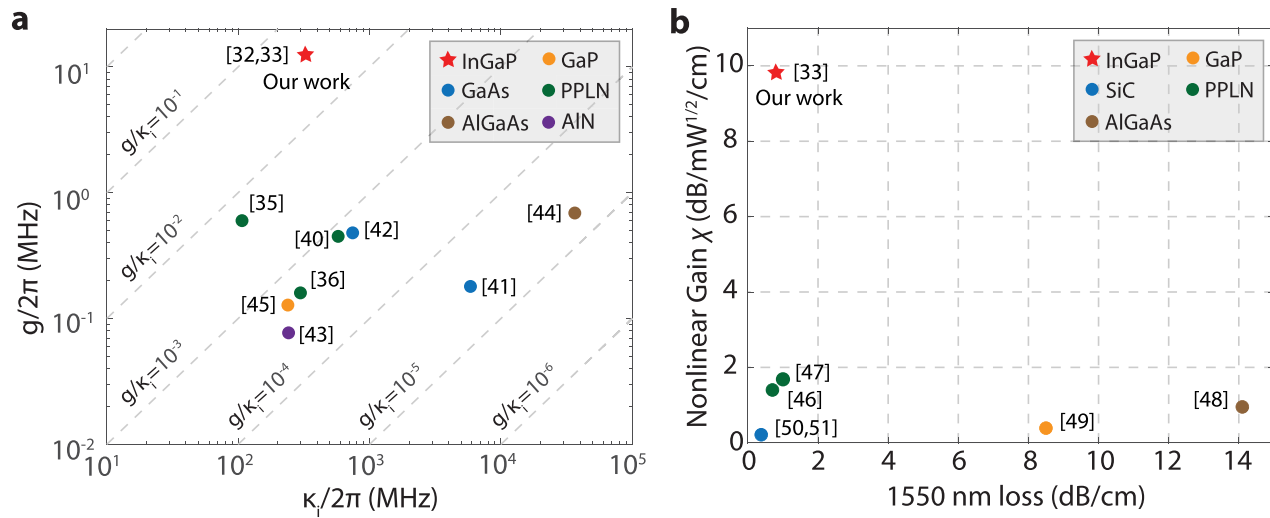 a
g/2π (MHz)
10¹
10⁰
10⁻¹
10⁻²
10¹
10²
10³
10⁴
10⁵
κᵢ/2π (MHz)
[32,33]
Our work
InGaP
GaP
GaAs
PPLN
AlGaAs
AlN
g/κᵢ=10⁻¹
g/κᵢ=10⁻²
g/κᵢ=10⁻³
g/κᵢ=10⁻⁴
g/κᵢ=10⁻⁵
g/κᵢ=10⁻⁶
[35]
[40]
[42]
[44]
[36]
[45]
[41]
[43]
b
Nonlinear Gain χ (dB/mW¹ᐟ²/cm)
10
8
6
4
2
0
0
2
4
6
8
10
12
14
1550 nm loss (dB/cm)
[33]
Our work
InGaP
GaP
SiC
PPLN
AlGaAs
[47]
[46]
[50,51]
[49]
[48]